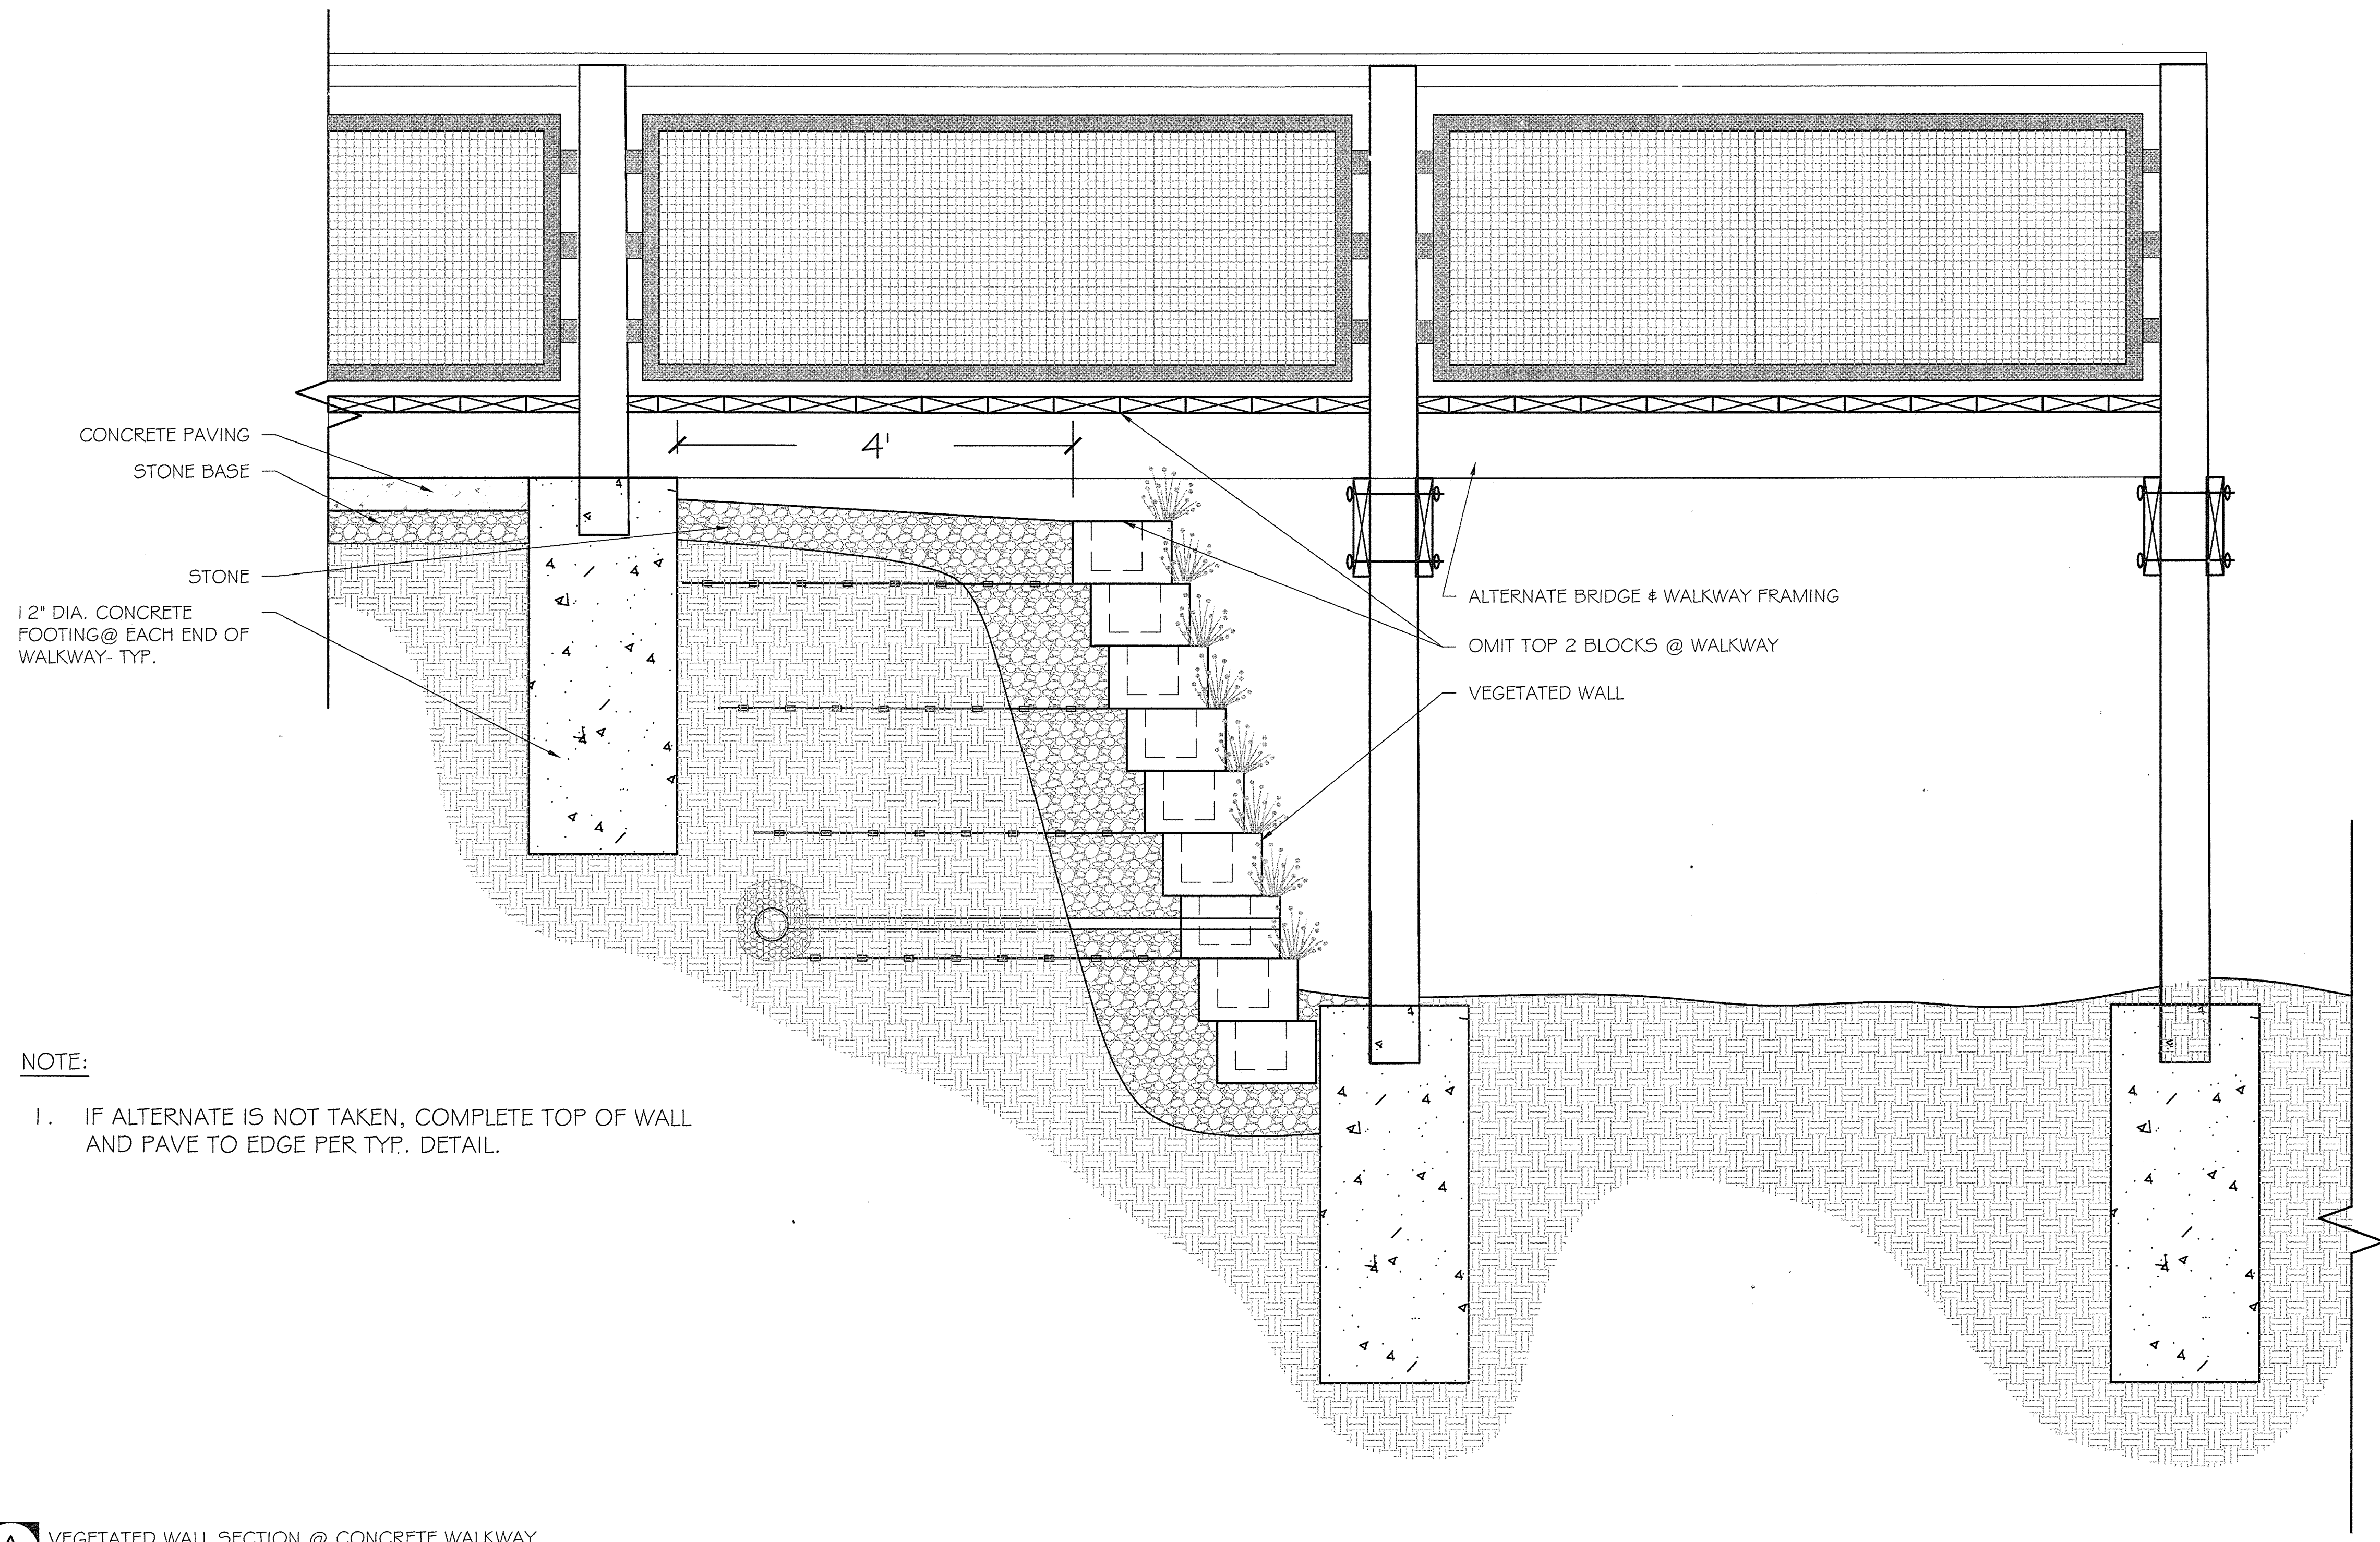 4'
CONCRETE PAVING
STONE BASE
STONE
12" DIA. CONCRETE
FOOTING@ EACH END OF
WALKWAY- TYP.
ALTERNATE BRIDGE & WALKWAY FRAMING
OMIT TOP 2 BLOCKS @ WALKWAY
VEGETATED WALL
NOTE:
1. IF ALTERNATE IS NOT TAKEN, COMPLETE TOP OF WALL
AND PAVE TO EDGE PER TYP.. DETAIL.
A VEGETATED WALL SECTION @ CONCRETE WALKWAY